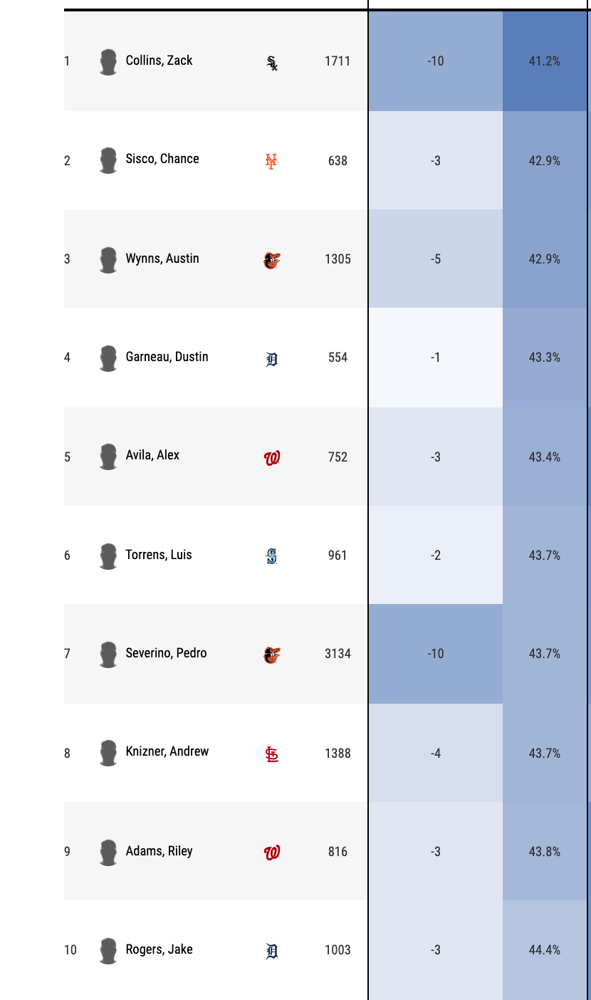 1 Collins, Zack 1711 -10 41.2%
2 Sisco, Chance 638 -3 42.9%
3 Wynns, Austin 1305 -5 42.9%
4 Garneau, Dustin 554 -1 43.3%
5 Avila, Alex 752 -3 43.4%
6 Torrens, Luis 961 -2 43.7%
7 Severino, Pedro 3134 -10 43.7%
8 Knizner, Andrew 1388 -4 43.7%
9 Adams, Riley 816 -3 43.8%
10 Rogers, Jake 1003 -3 44.4%